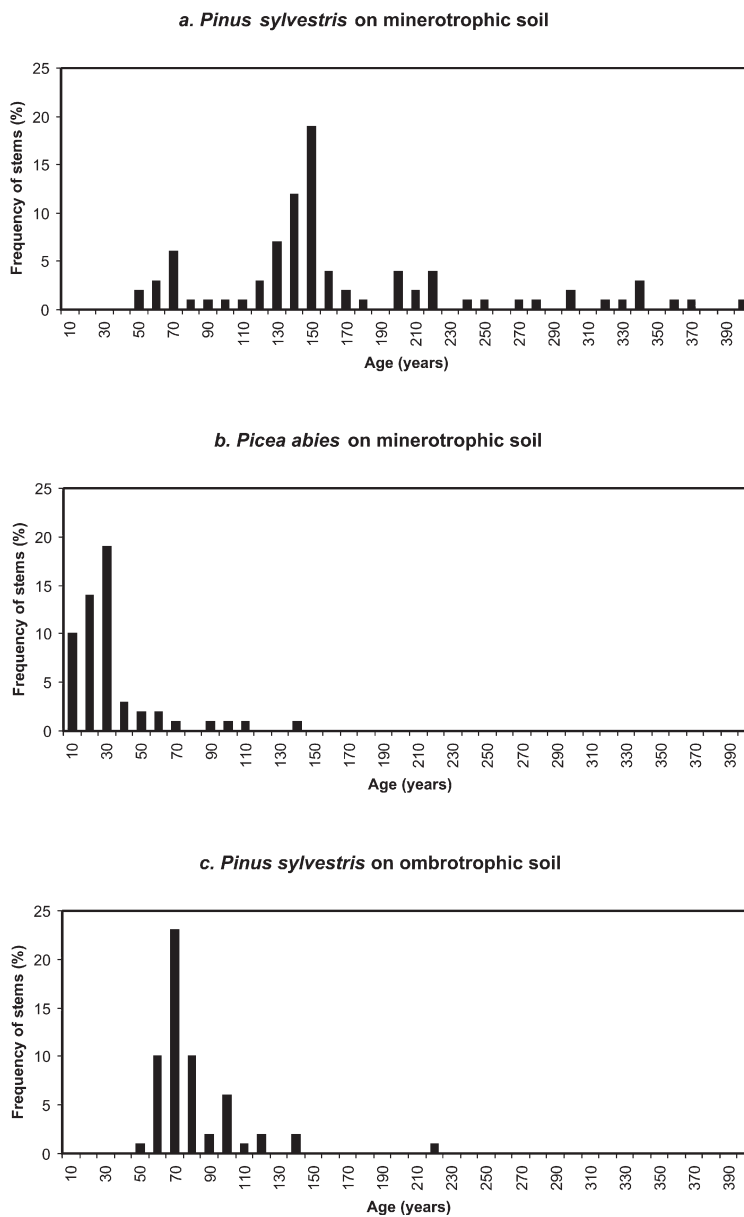 a. Pinus sylvestris on minerotrophic soil
25
20
15
10
5
0
Frequency of stems (%)
10 30 50 70 90 110 130 150 170 190 210 230 250 270 290 310 330 350 370 390
Age (years)
b. Picea abies on minerotrophic soil
25
20
15
10
5
0
Frequency of stems (%)
10 30 50 70 90 110 130 150 170 190 210 230 250 270 290 310 330 350 370 390
Age (years)
c. Pinus sylvestris on ombrotrophic soil
25
20
15
10
5
0
Frequency of stems (%)
10 30 50 70 90 110 130 150 170 190 210 230 250 270 290 310 330 350 370 390
Age (years)